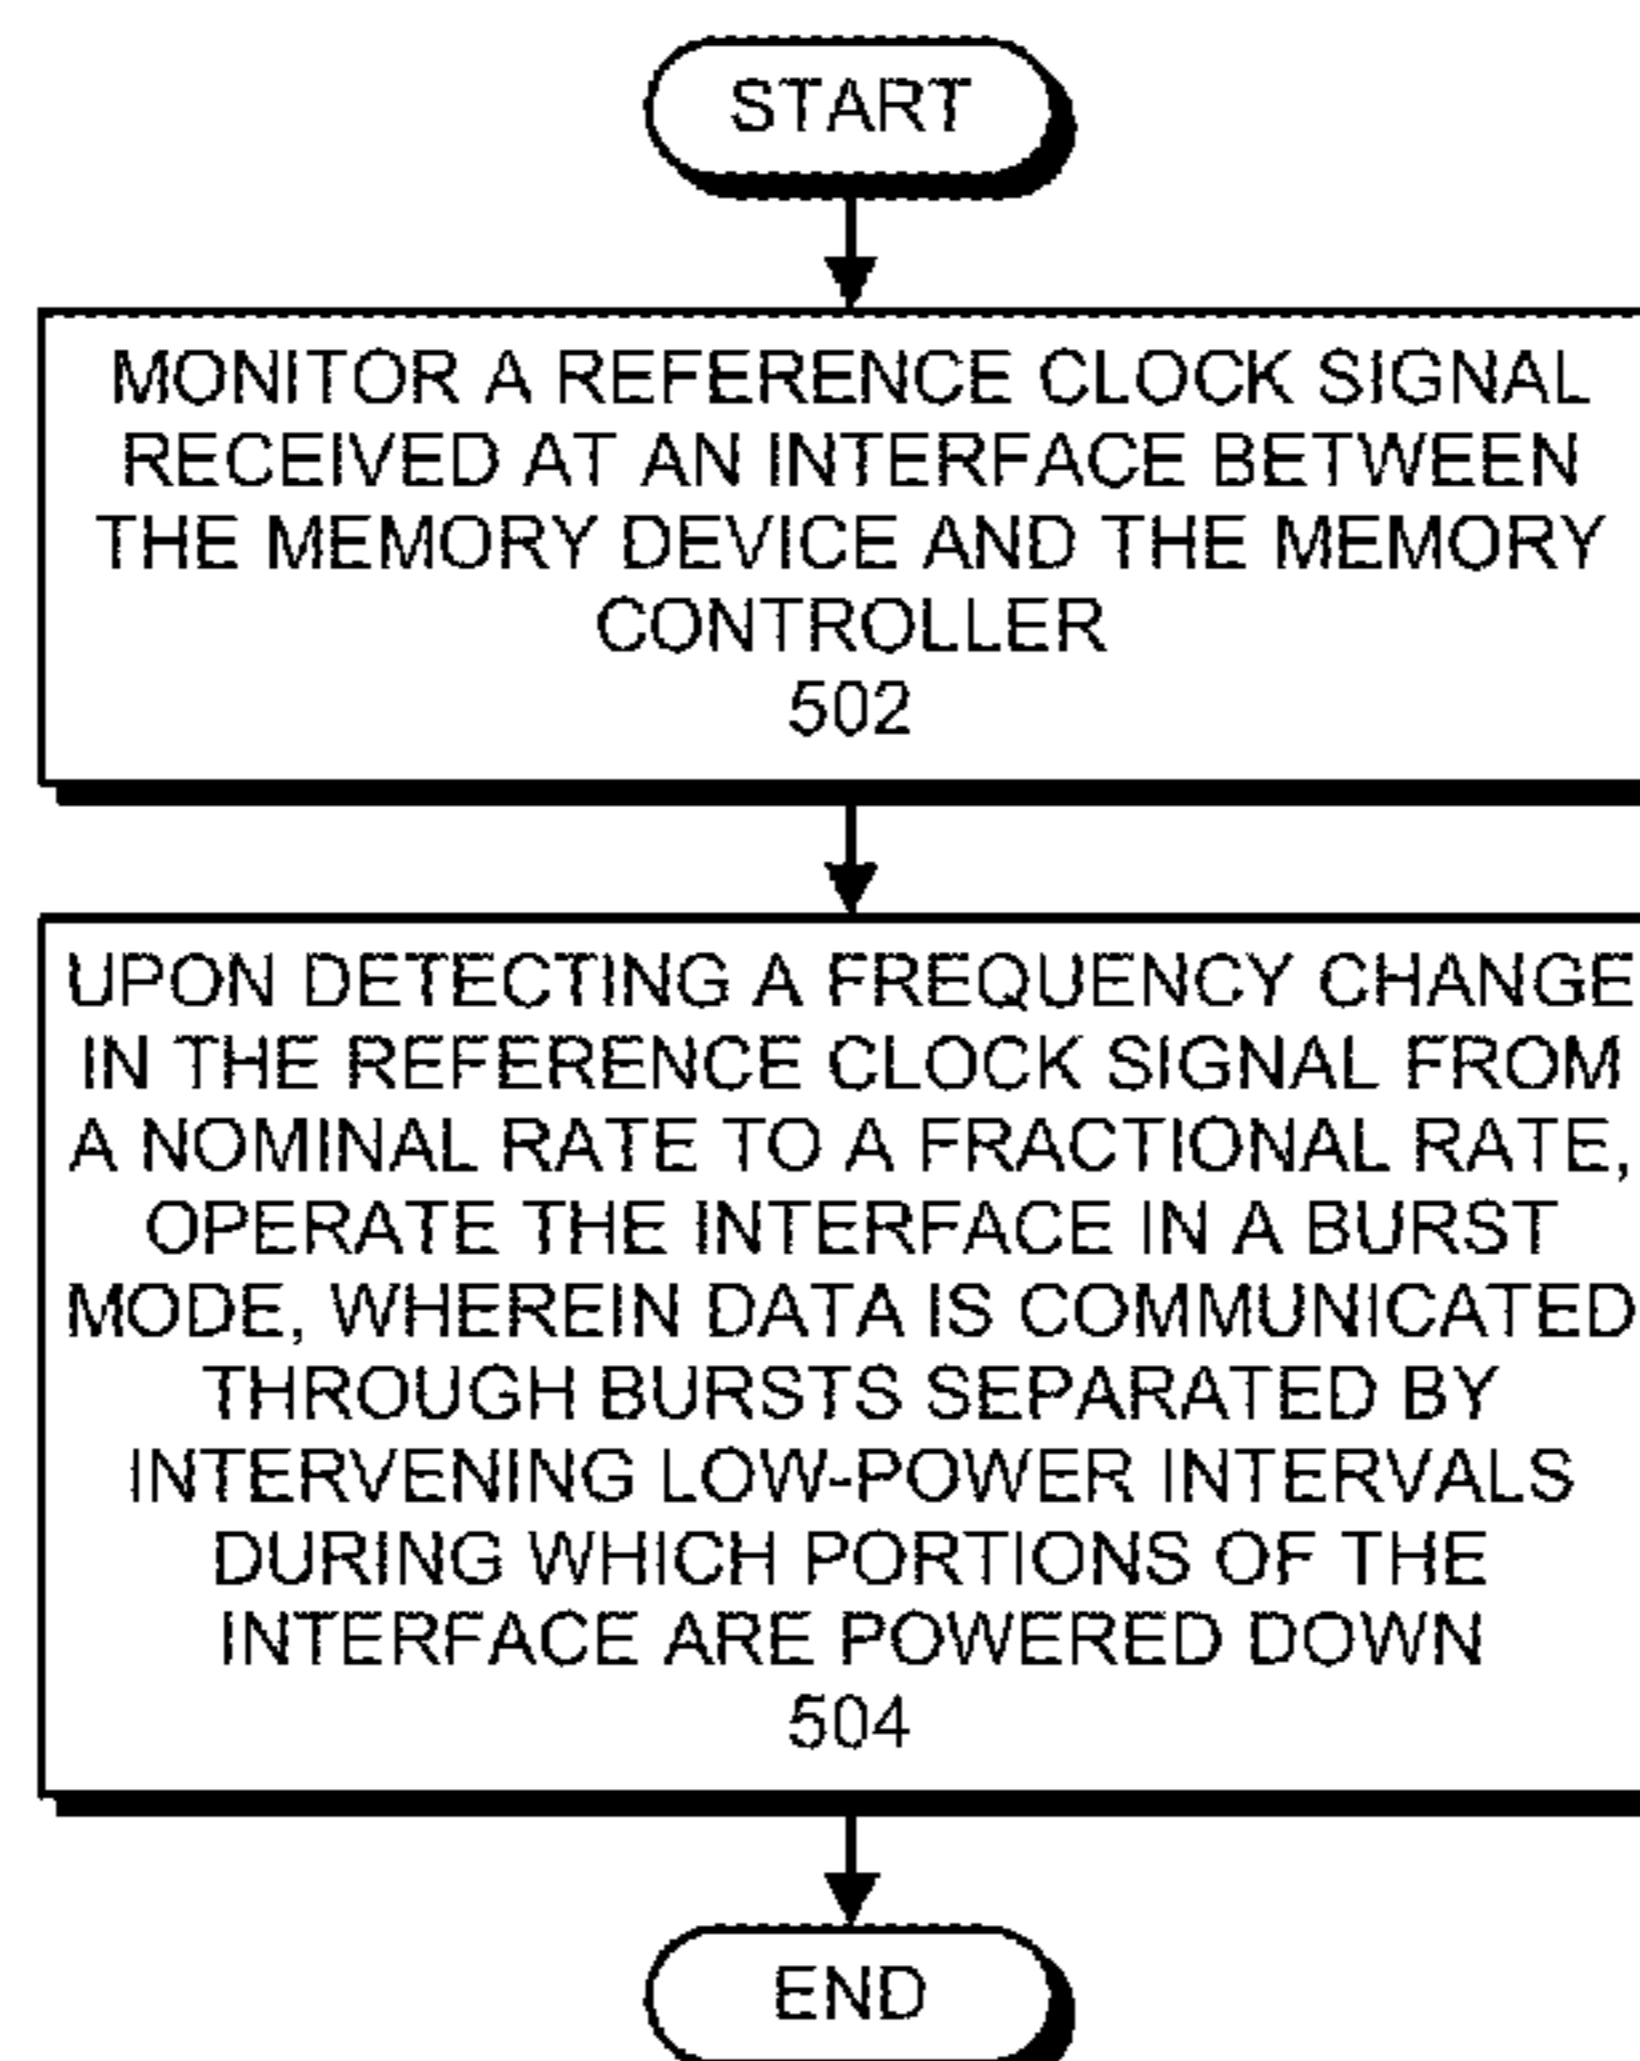 START
MONITOR A REFERENCE CLOCK SIGNAL
RECEIVED AT AN INTERFACE BETWEEN
THE MEMORY DEVICE AND THE MEMORY
CONTROLLER
502
UPON DETECTING A FREQUENCY CHANGE
IN THE REFERENCE CLOCK SIGNAL FROM
A NOMINAL RATE TO A FRACTIONAL RATE,
OPERATE THE INTERFACE IN A BURST
MODE, WHEREIN DATA IS COMMUNICATED
THROUGH BURSTS SEPARATED BY
INTERVENING LOW-POWER INTERVALS
DURING WHICH PORTIONS OF THE
INTERFACE ARE POWERED DOWN
504
END